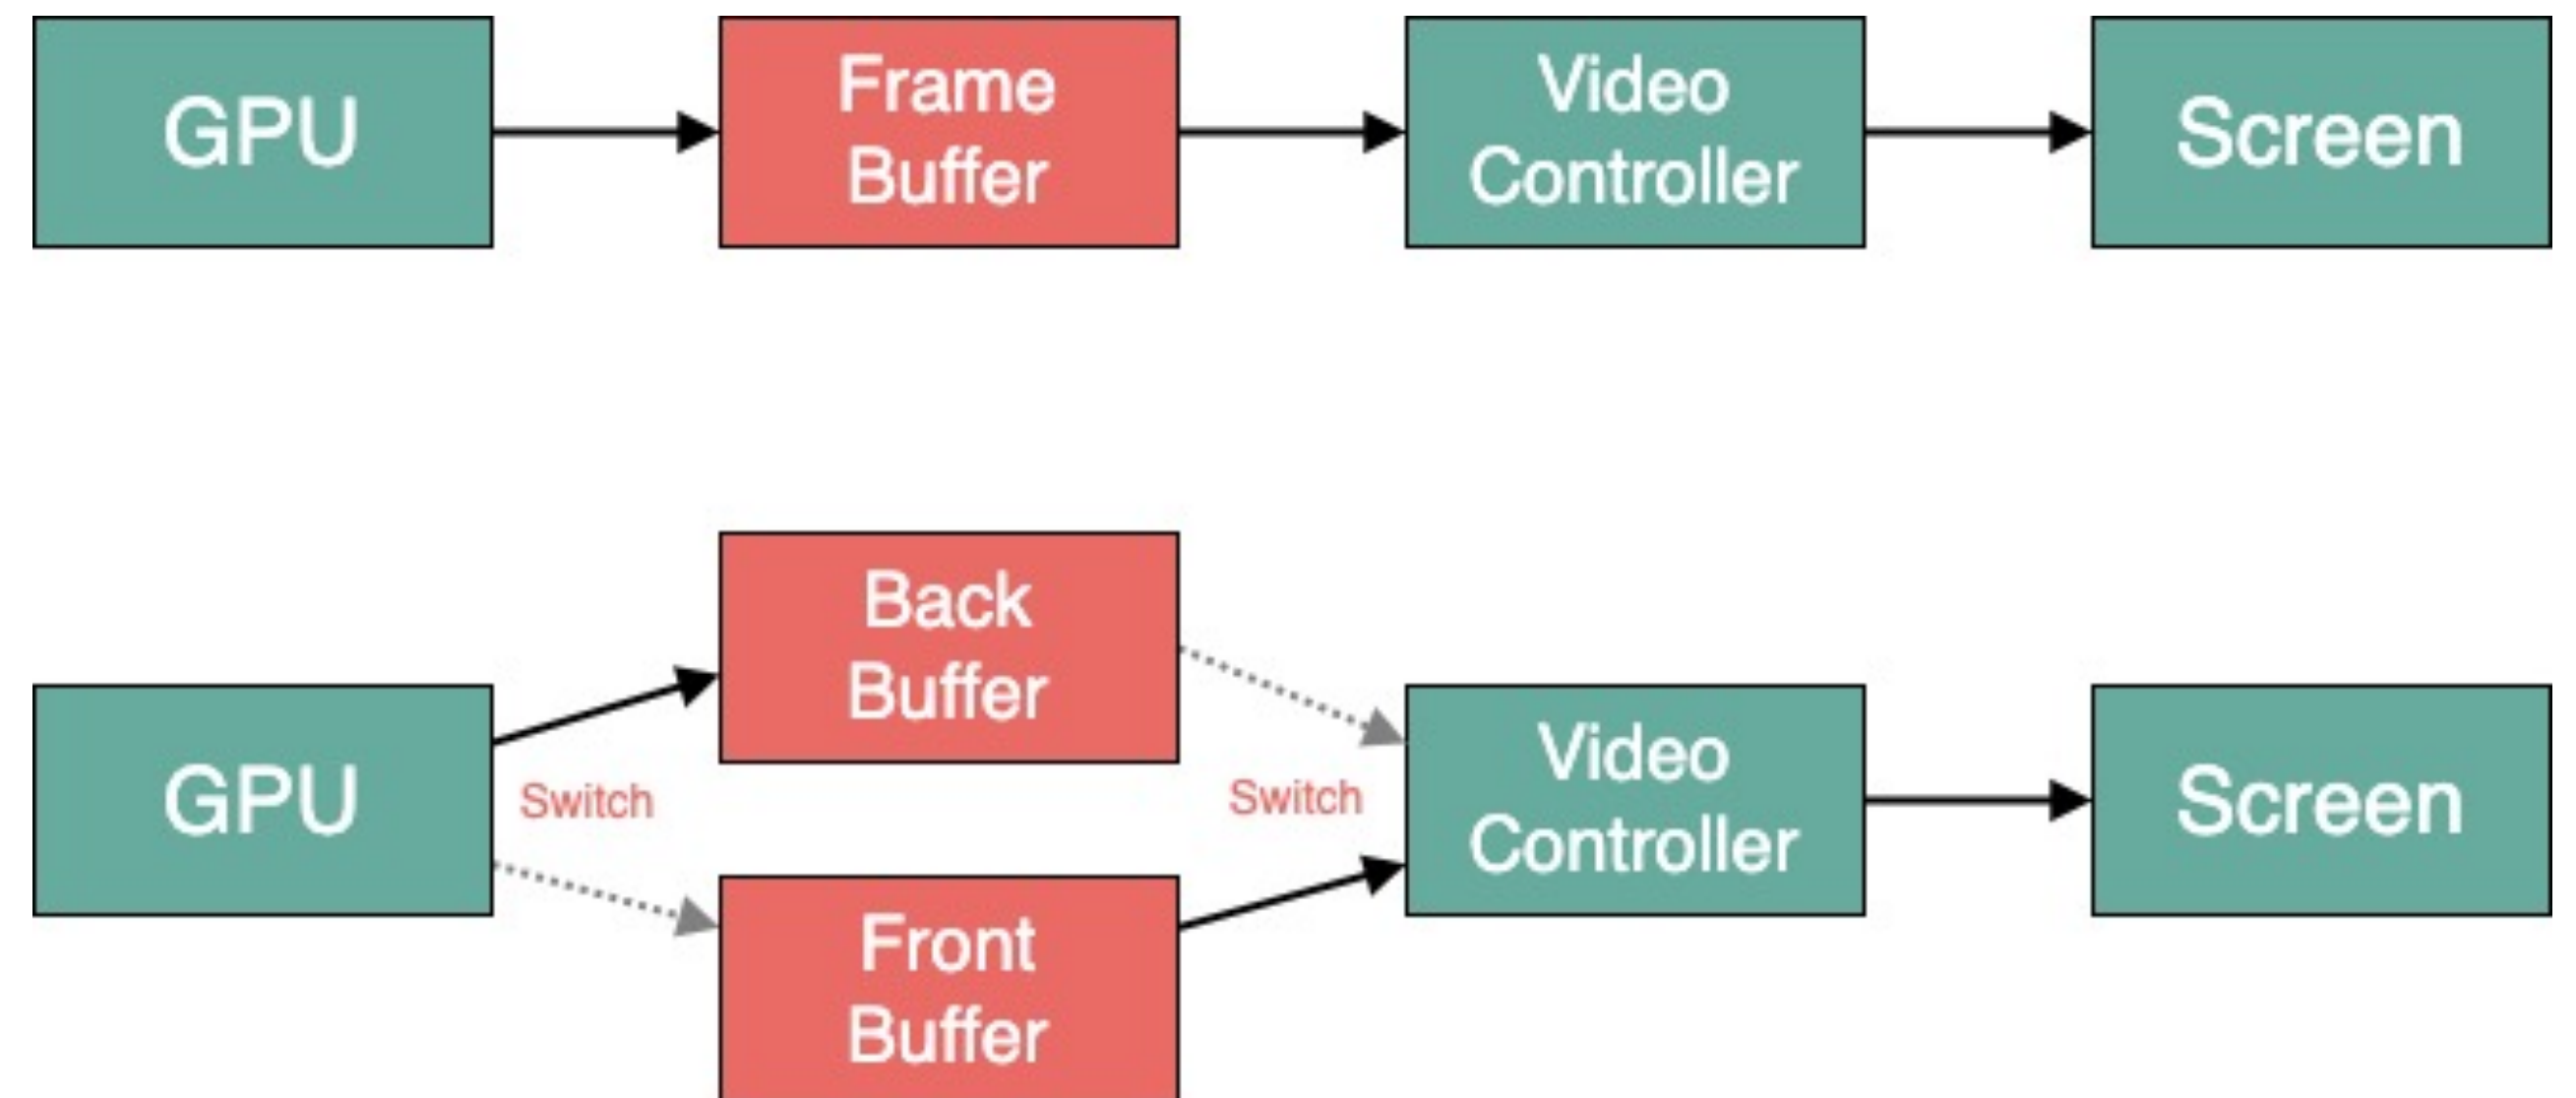 GPU
Frame
Buffer
Video
Controller
Screen
Back
Buffer
GPU
Switch
Switch
Video
Controller
Screen
Front
Buffer